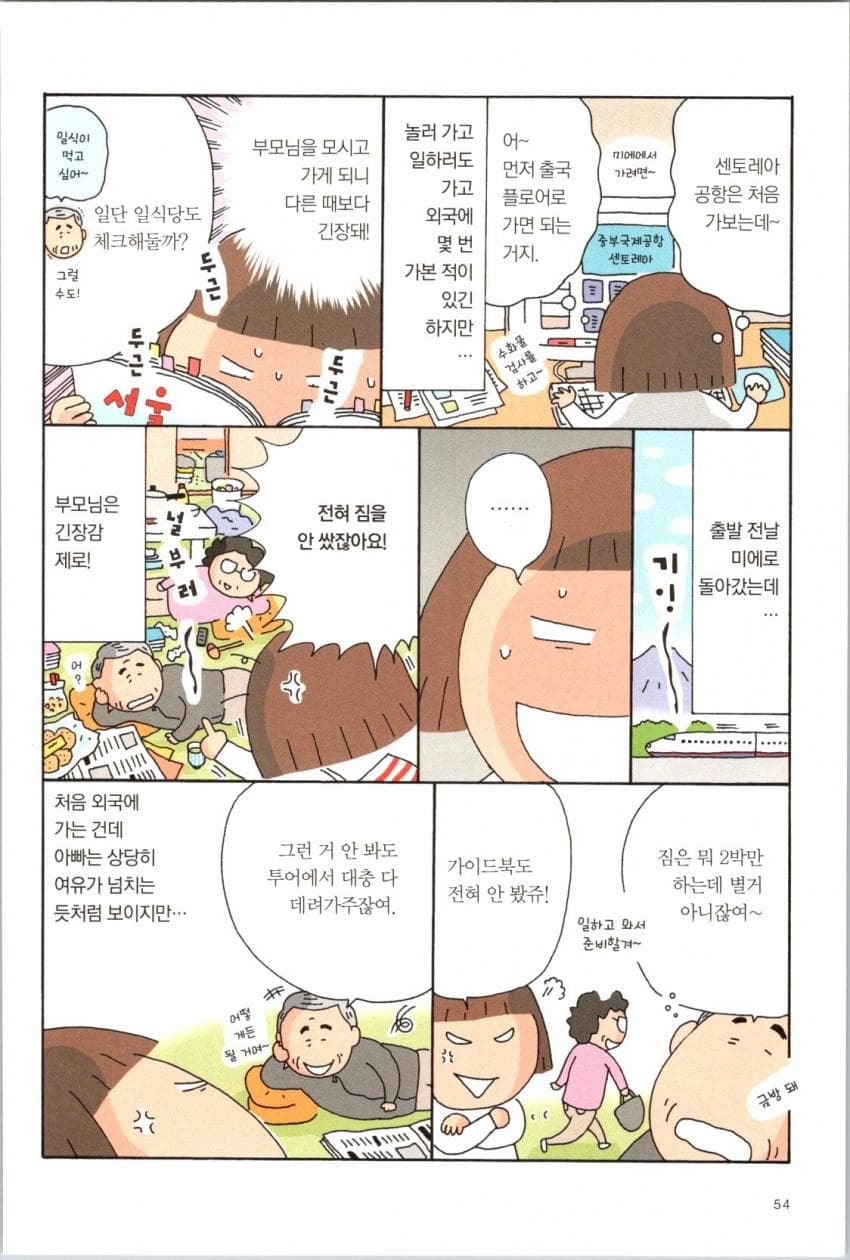 센토레아
공항은 처음
가보는데~
미에에서
가려면~
중부국제공항
센토레아
어~
먼저 출국
플로어로
가면 되는
거지.
수화물
검사를
하고~
놀러 가고
일하러도
가고
외국에
몇 번
가본 적이
있긴
하지만
…
부모님을 모시고
가게 되니
다른 때보다
긴장돼!
두근
두근
두근
일단 일식당도
체크해둘까?
일식이
먹고
싶어~
그럴
수도!
서울
출발 전날
미에로
돌아갔는데
…
기잉!
……
전혀 짐을
안 쌌잖아요!
부모님은
긴장감
제로!
널부러
어
?
짐은 뭐 2박만
하는데 별거
아니잖여~
금방 돼
일하고 와서
준비할겨~
가이드북도
전혀 안 봤쥬!
그런 거 안 봐도
투어에서 대충 다
데려가주잖여.
어떻
게든
될 거여~
처음 외국에
가는 건데
아빠는 상당히
여유가 넘치는
듯처럼 보이지만…
54